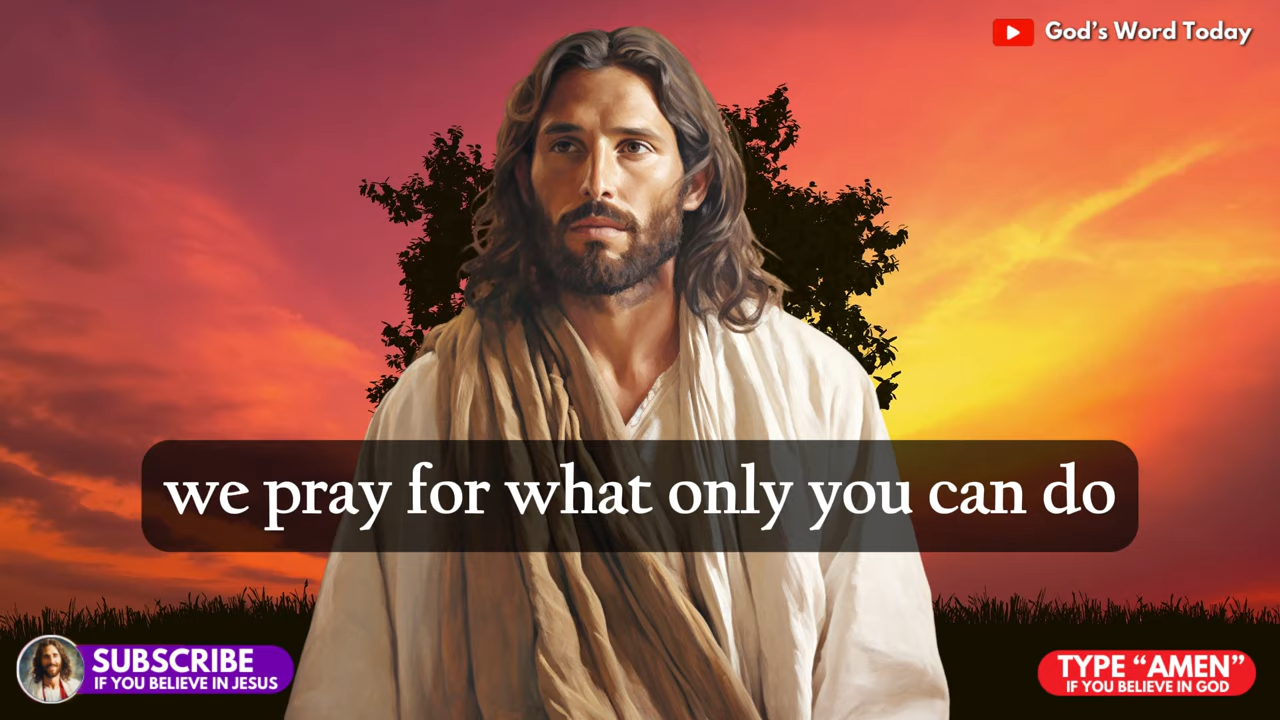 God's Word Today
we pray for what only you can do
SUBSCRIBE
IF YOU BELIEVE IN JESUS
TYPE “AMEN”
IF YOU BELIEVE IN GOD